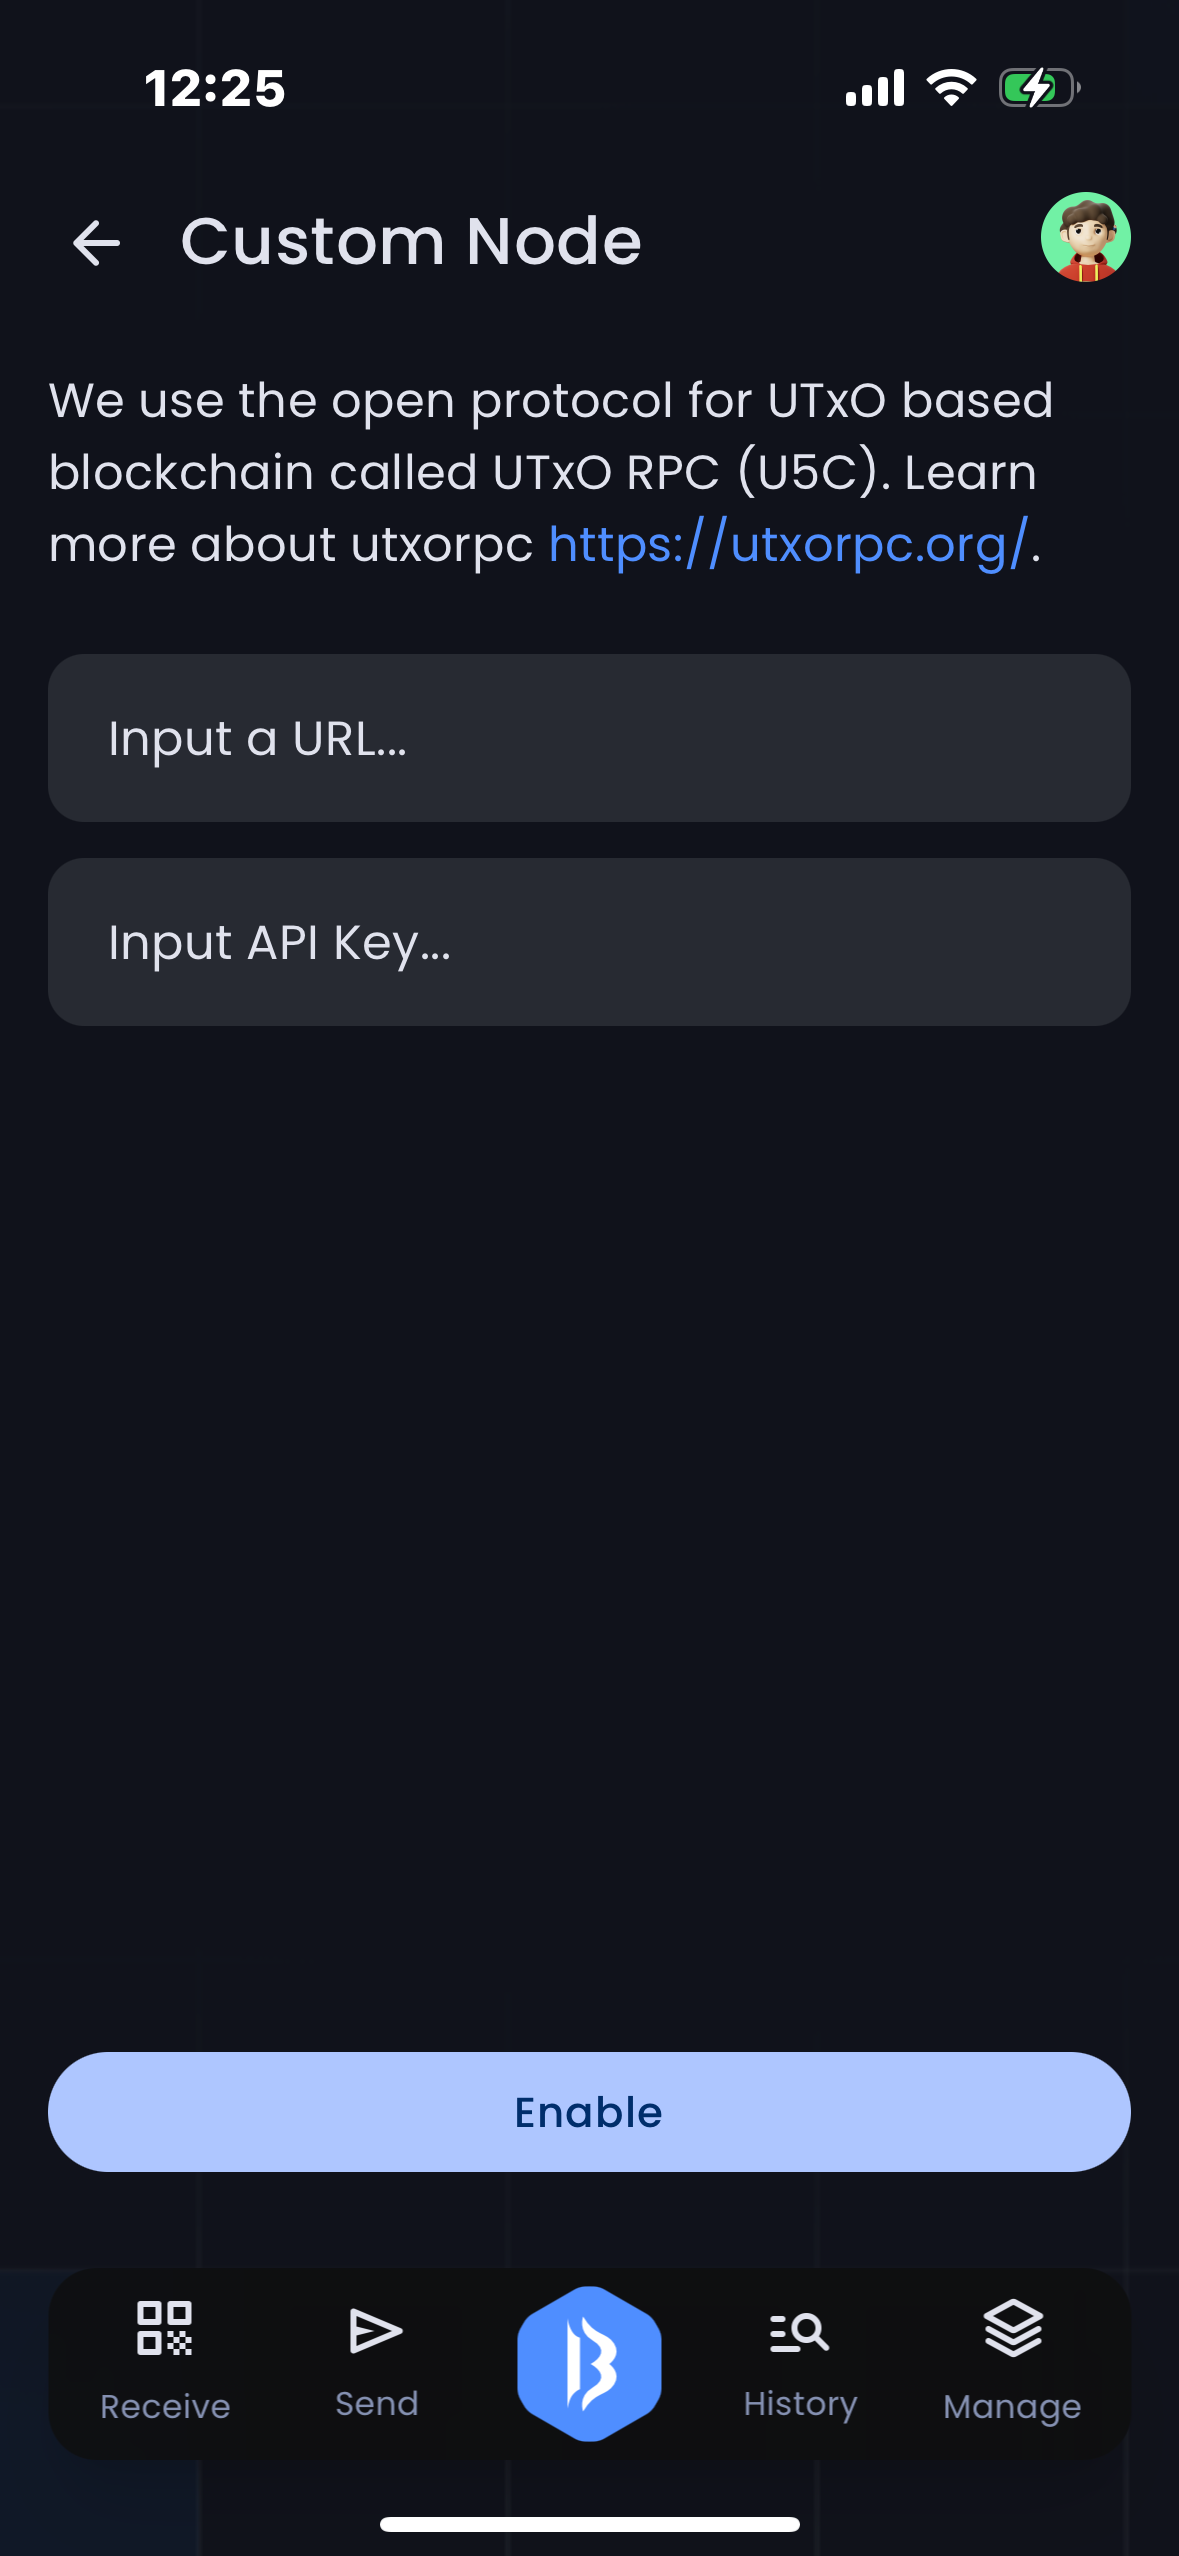 12:25
Custom Node
We use the open protocol for UTxO based
blockchain called UTxO RPC (U5C). Learn
more about utxorpc https://utxorpc.org/.
Input a URL...
Input API Key...
Enable
Receive
Send
History
Manage